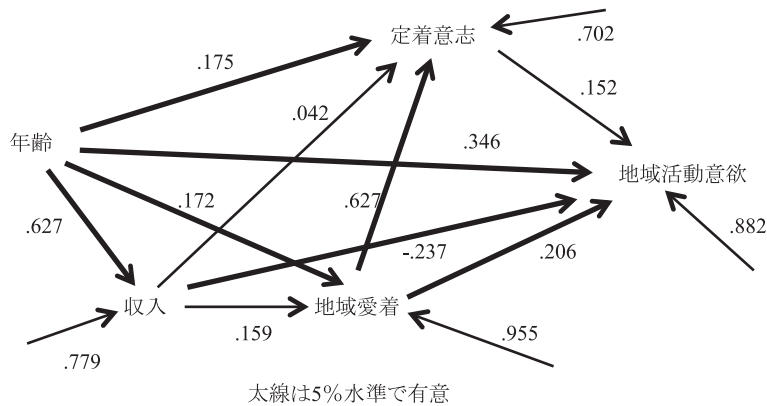 定着意志
.702
.175
.152
.042
年齢
.346
地域活動意欲
.172
.627
.627
-.237
.206
.882
収入
地域愛着
.159
.955
.779
太線は5%水準で有意